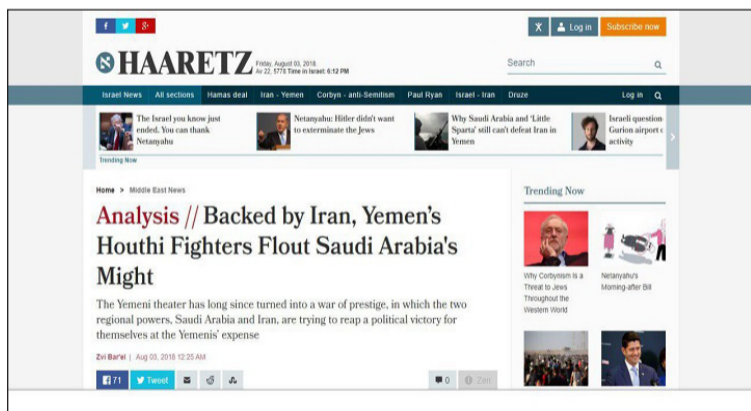 Log in Subscribe now
HAARETZ
Friday, August 03, 2018.
Av 22, 5778 Time in Israel: 6:12 PM
Search
Israel News All sections Hamas deal Iran - Yemen Corbyn - anti-Semitism Paul Ryan Israel - Iran Druze Log in
The Israel you know just
ended. You can thank
Netanyahu
Netanyahu: Hitler didn't want
to exterminate the Jews
Why Saudi Arabia and 'Little
Sparta' still can't defeat Iran in
Yemen
Israeli question
Gurion airport
activity
Trending Now
Home > Middle East News
Analysis // Backed by Iran, Yemen's
Houthi Fighters Flout Saudi Arabia's
Might
The Yemeni theater has long since turned into a war of prestige, in which the two
regional powers, Saudi Arabia and Iran, are trying to reap a political victory for
themselves at the Yemenis' expense
Zvi Bar'el | Aug 03, 2018 12:25 AM
71 Tweet 0 Zen
Trending Now
Why Corbynism Is a
Threat to Jews
Throughout the
Western World
Netanyahu's
Morning-after Bill